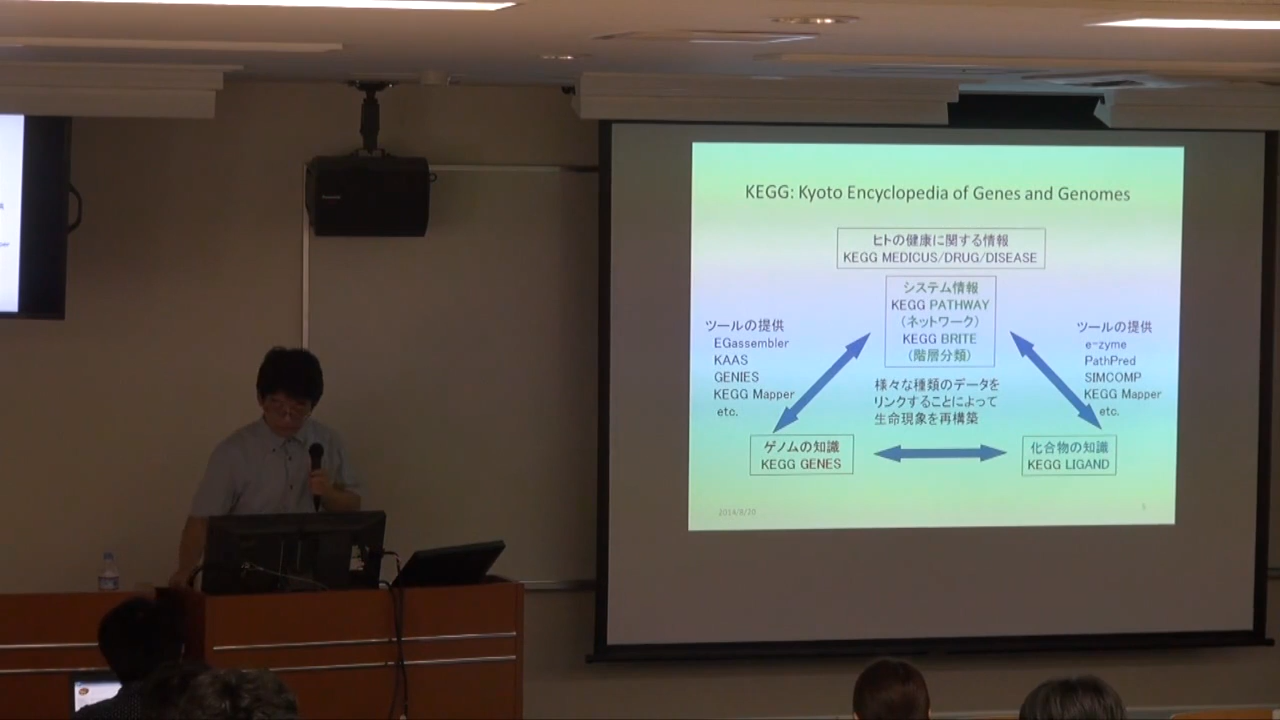 KEGG: Kyoto Encyclopedia of Genes and Genomes
ヒトの健康に関する情報
KEGG MEDICUS/DRUG/DISEASE
システム情報
KEGG PATHWAY
(ネットワーク)
KEGG BRITE
(階層分類)
ツールの提供
EGassembler
KAAS
GENIES
KEGG Mapper
etc.
ツールの提供
e-zyme
PathPred
SIMCOMP
KEGG Mapper
etc.
様々な種類のデータを
リンクすることによって
生命現象を再構築
ゲノムの知識
KEGG GENES
化合物の知識
KEGG LIGAND